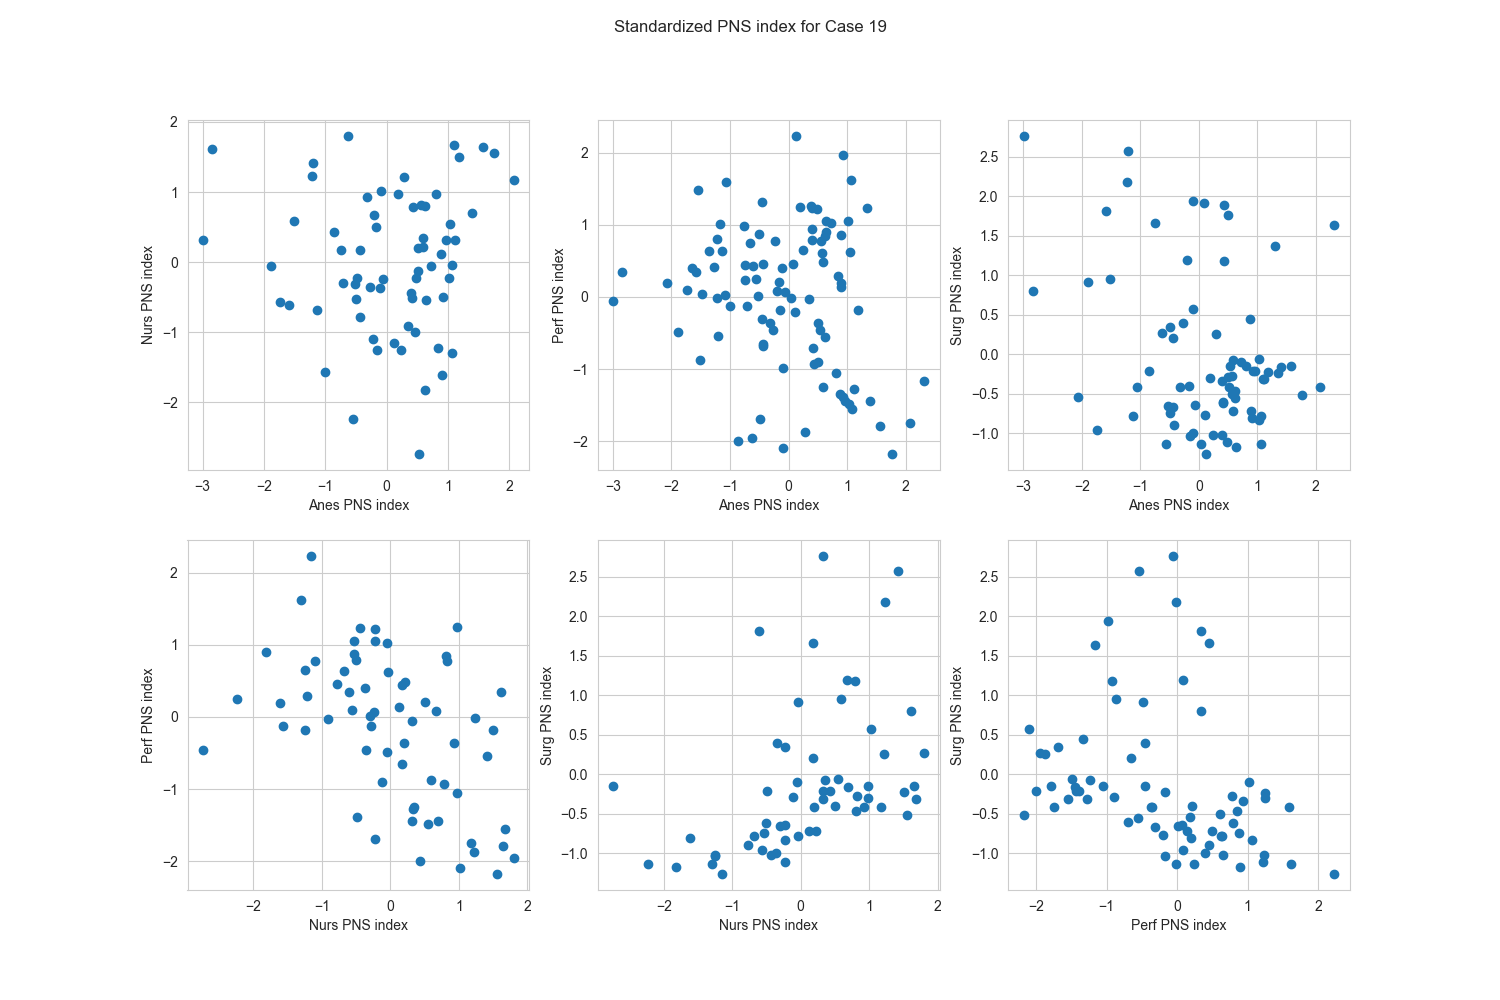 Standardized PNS index for Case 19
2
1
0
−1
−2
Nurs PNS index
−3 −2 −1 0 1 2
Anes PNS index
2
1
0
−1
−2
Perf PNS index
−3 −2 −1 0 1 2
Anes PNS index
2.5
2.0
1.5
1.0
0.5
0.0
−0.5
−1.0
Surg PNS index
−3 −2 −1 0 1 2
Anes PNS index
2
1
0
−1
−2
Perf PNS index
−2 −1 0 1 2
Nurs PNS index
2.5
2.0
1.5
1.0
0.5
0.0
−0.5
−1.0
Surg PNS index
−2 −1 0 1 2
Nurs PNS index
2.5
2.0
1.5
1.0
0.5
0.0
−0.5
−1.0
Surg PNS index
−2 −1 0 1 2
Perf PNS index